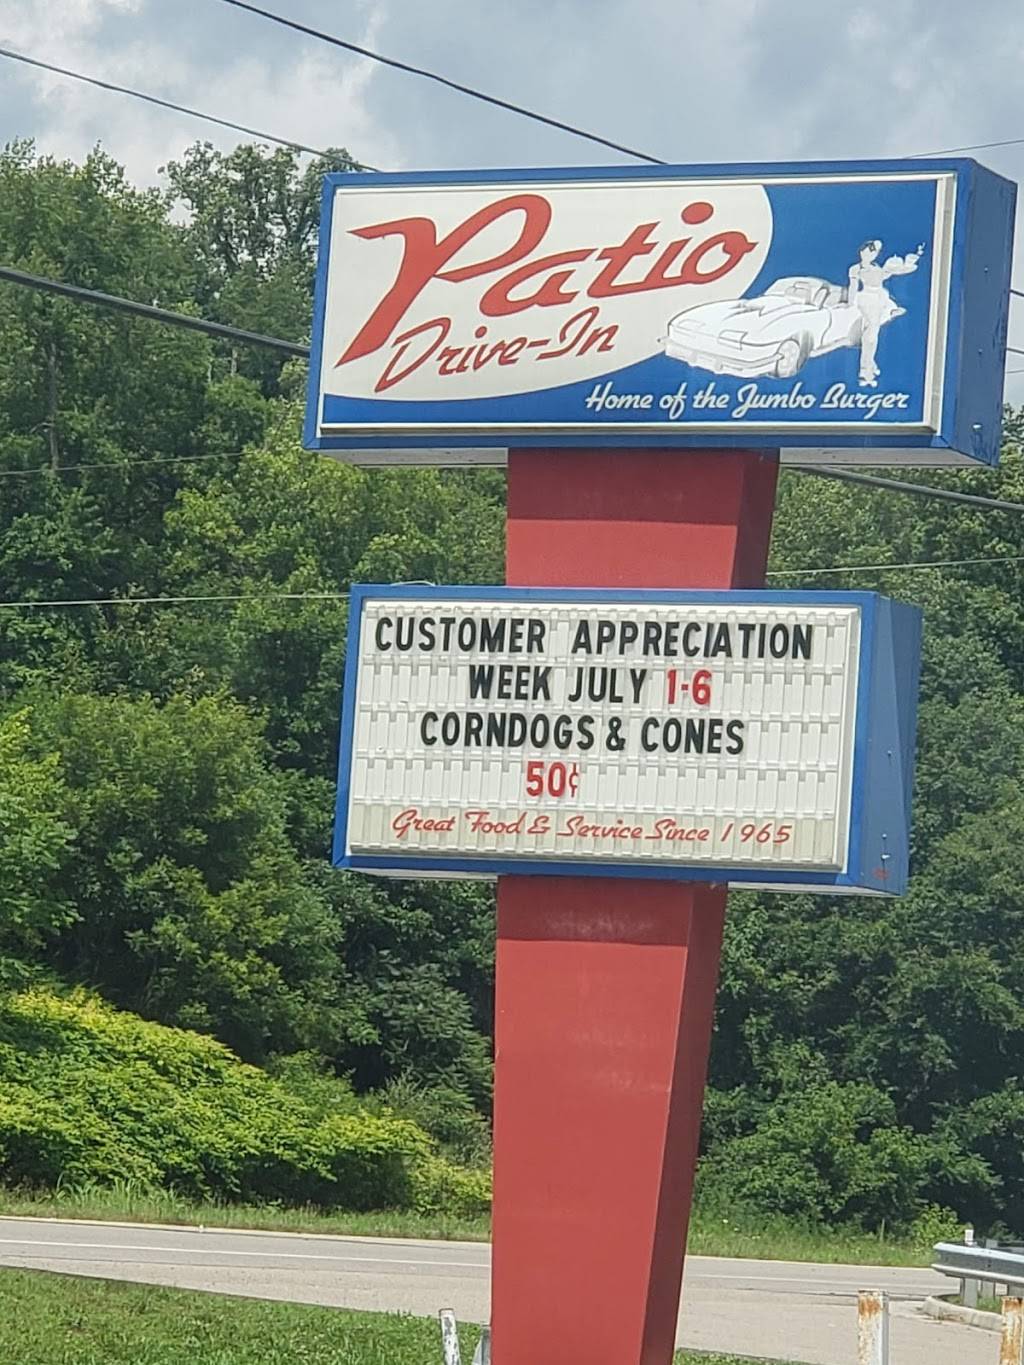 Patio
Drive-In
Home of the Jumbo Burger
CUSTOMER APPRECIATION
WEEK JULY 1-6
CORNDOGS & CONES
50¢
Great Food & Service Since 1965